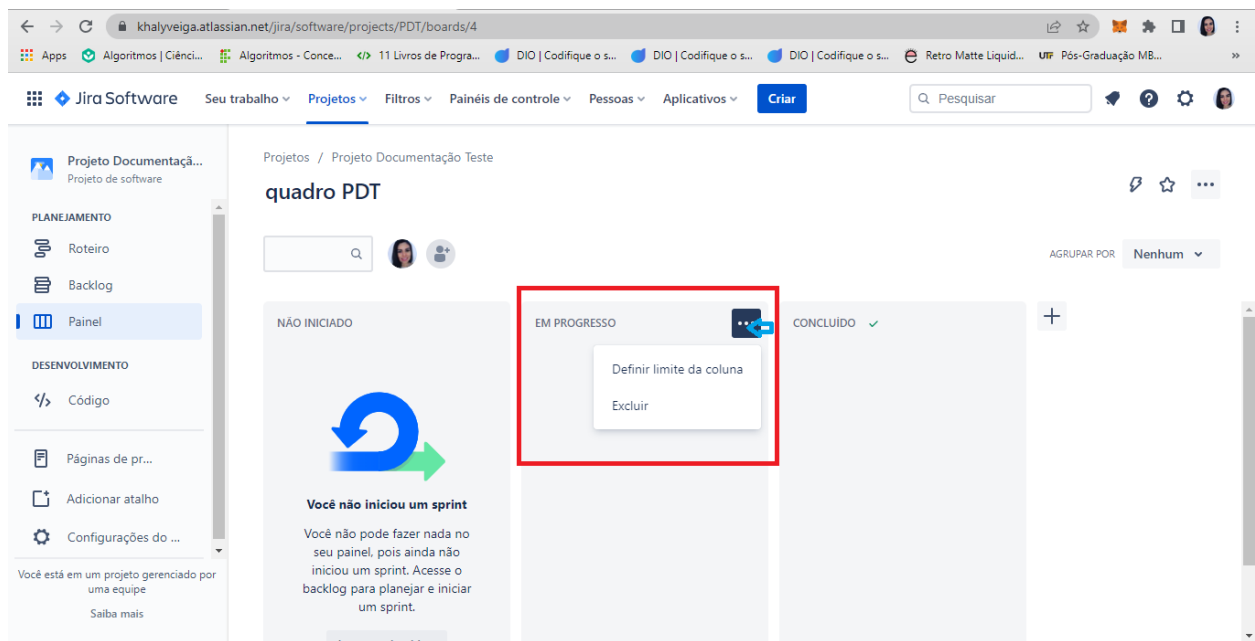 khalyveiga.atlassian.net/jira/software/projects/PDT/boards/4
Apps Algoritmos | Ciênci... Algoritmos - Conce... 11 Livros de Progra... DIO | Codifique o s... DIO | Codifique o s... DIO | Codifique o s... Retro Matte Liquid... UTF Pós-Graduação MB... »
Jira Software Seu trabalho Projetos Filtros Painéis de controle Pessoas Aplicativos Criar Pesquisar
Projeto Documentaçã...
Projeto de software
PLANEJAMENTO
Roteiro
Backlog
Painel
DESENVOLVIMENTO
Código
Páginas de pr...
Adicionar atalho
Configurações do ...
Você está em um projeto gerenciado por
uma equipe
Saiba mais
Projetos / Projeto Documentação Teste
quadro PDT
AGRUPAR POR Nenhum
NÃO INICIADO
Você não iniciou um sprint
Você não pode fazer nada no
seu painel, pois ainda não
iniciou um sprint. Acesse o
backlog para planejar e iniciar
um sprint.
EM PROGRESSO
Definir limite da coluna
Excluir
CONCLUÍDO